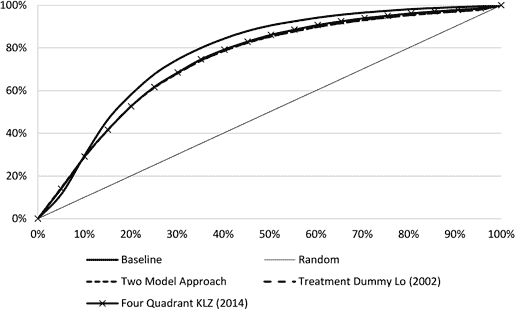 100%
80%
60%
40%
20%
0%
0% 10% 20% 30% 40% 50% 60% 70% 80% 90% 100%
Baseline Random
Two Model Approach Treatment Dummy Lo (2002)
Four Quadrant KLZ (2014)